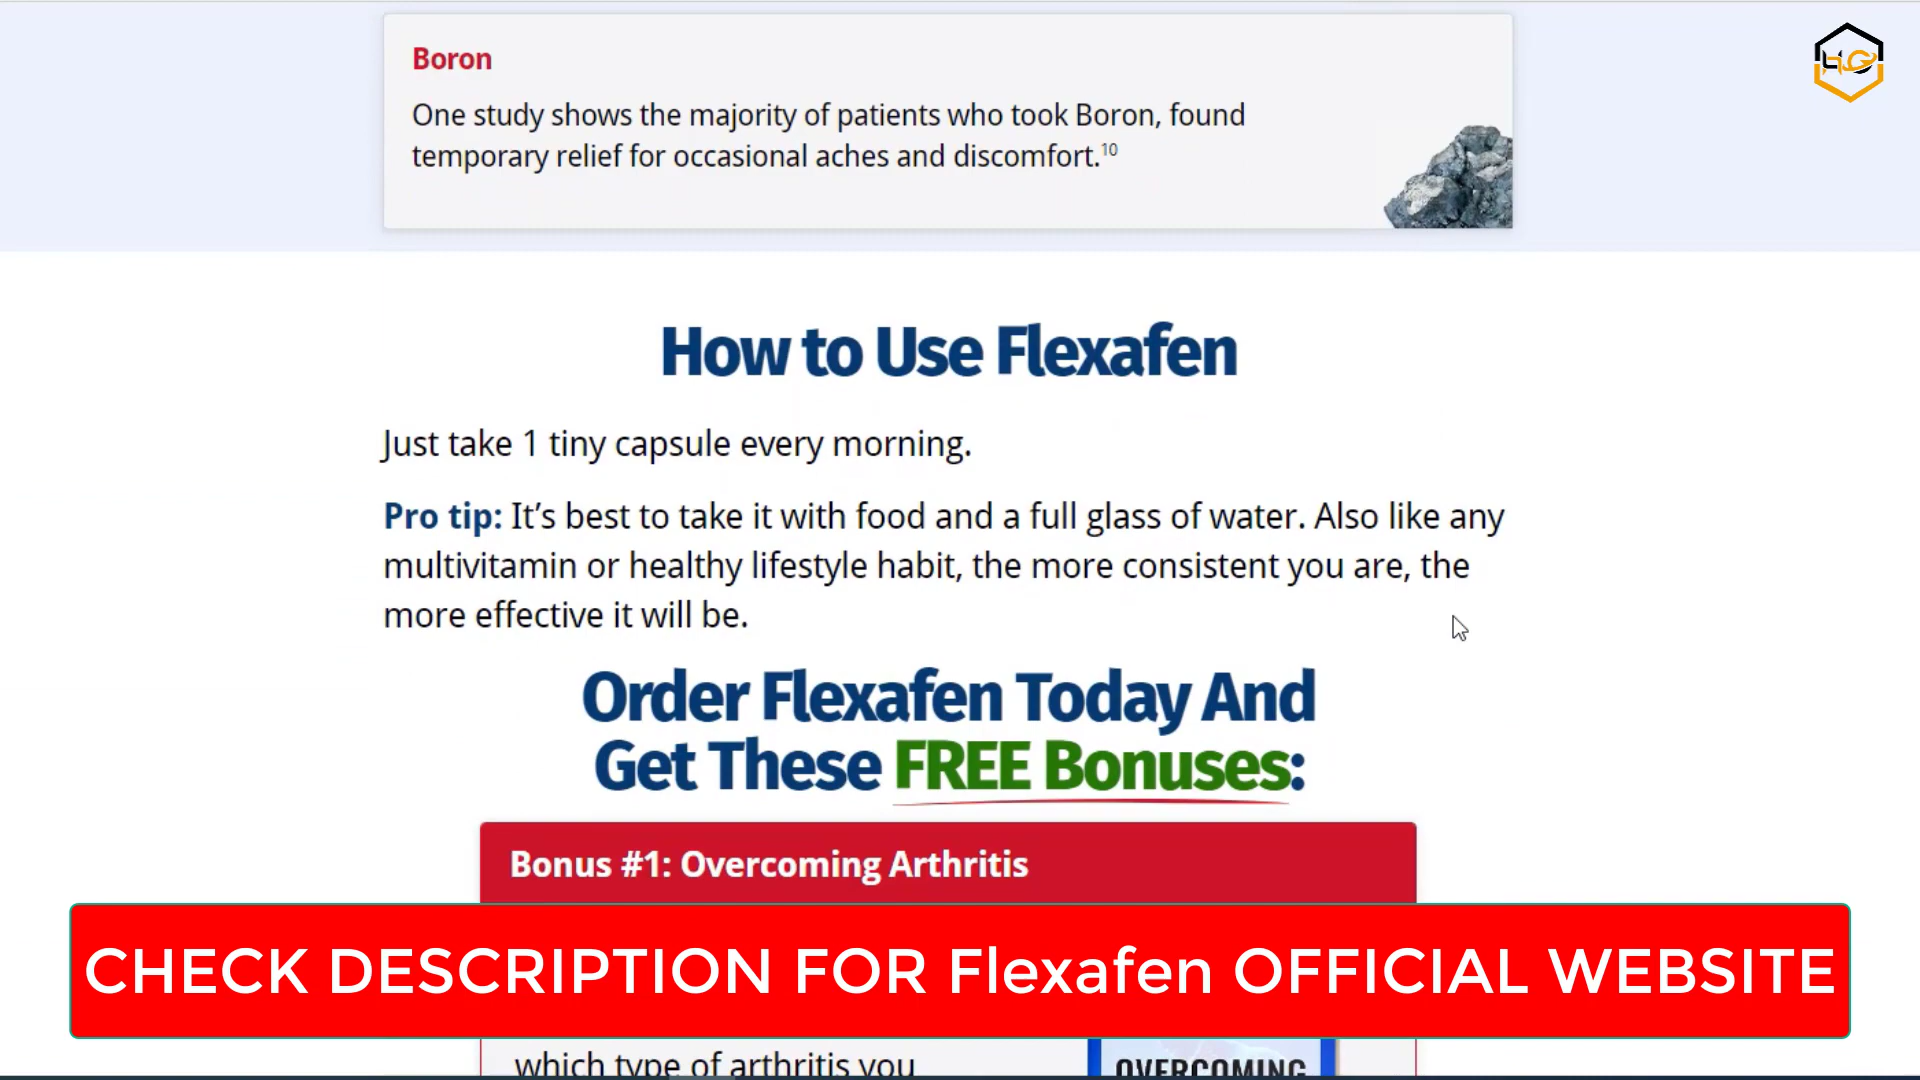 Boron
One study shows the majority of patients who took Boron, found
temporary relief for occasional aches and discomfort.10
How to Use Flexafen
Just take 1 tiny capsule every morning.
Pro tip: It’s best to take it with food and a full glass of water. Also like any
multivitamin or healthy lifestyle habit, the more consistent you are, the
more effective it will be.
Order Flexafen Today And
Get These FREE Bonuses:
Bonus #1: Overcoming Arthritis
CHECK DESCRIPTION FOR Flexafen OFFICIAL WEBSITE
which type of arthritis you
OVERCOMING